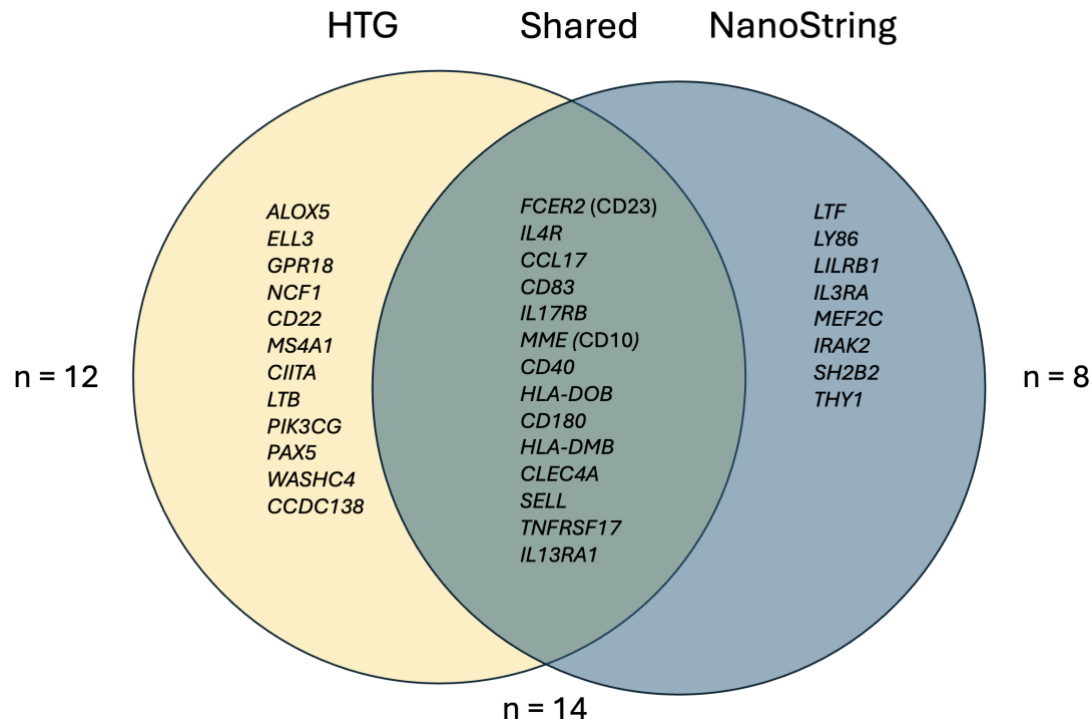 HTG
Shared
NanoString
ALOX5
ELL3
GPR18
NCF1
CD22
MS4A1
CIITA
LTB
PIK3CG
PAX5
WASHC4
CCDC138
n = 12
FCER2 (CD23)
IL4R
CCL17
CD83
IL17RB
MME (CD10)
CD40
HLA-DOB
CD180
HLA-DMB
CLEC4A
SELL
TNFRSF17
IL13RA1
n = 14
LTF
LY86
LILRB1
IL3RA
MEF2C
IRAK2
SH2B2
THY1
n = 8